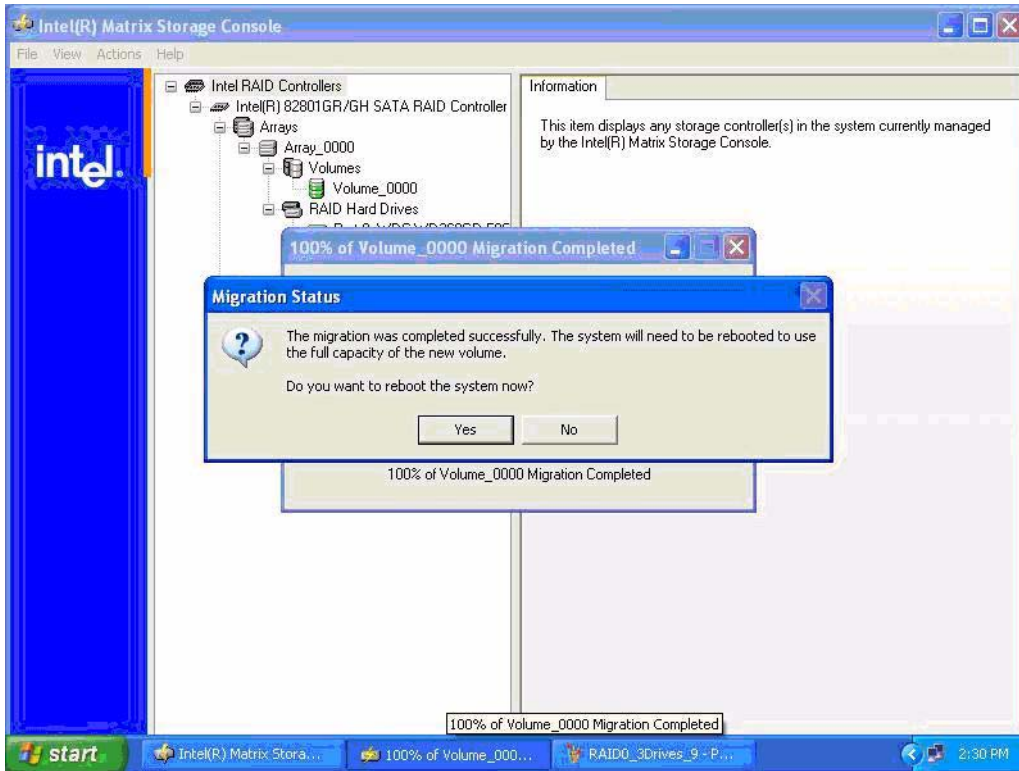 Intel(R) Matrix Storage Console
File View Actions Help
intel.
Intel RAID Controllers
Intel(R) 82801GR/GH SATA RAID Controller
Arrays
Array_0000
Volumes
Volume_0000
RAID Hard Drives
Information
This item displays any storage controller(s) in the system currently managed
by the Intel(R) Matrix Storage Console.
100% of Volume_0000 Migration Completed
Migration Status
The migration was completed successfully. The system will need to be rebooted to use
the full capacity of the new volume.
Do you want to reboot the system now?
Yes
No
100% of Volume_0000 Migration Completed
100% of Volume_0000 Migration Completed
start
Intel(R) Matrix Stora...
100% of Volume_000...
RAID0_3Drives_9 - P...
2:30 PM